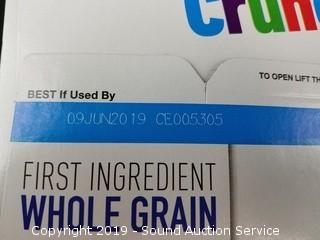 Crun
TO OPEN LIFT TH
BEST If Used By
09JUN2019 CE005305
FIRST INGREDIENT
WHOLE GRAIN
Copyright 2019 - Sound Auction Service